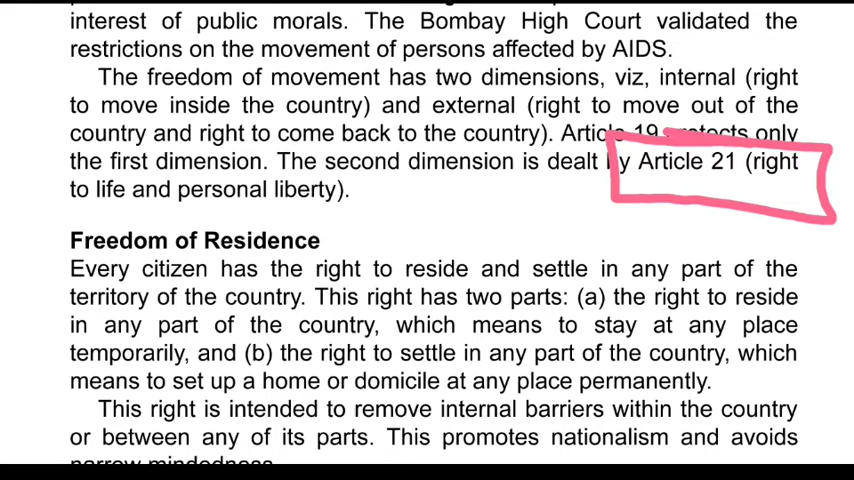 interest of public morals. The Bombay High Court validated the
restrictions on the movement of persons affected by AIDS.
The freedom of movement has two dimensions, viz, internal (right
to move inside the country) and external (right to move out of the
country and right to come back to the country). Article 19 protects only
the first dimension. The second dimension is dealt by Article 21 (right
to life and personal liberty).
Freedom of Residence
Every citizen has the right to reside and settle in any part of the
territory of the country. This right has two parts: (a) the right to reside
in any part of the country, which means to stay at any place
temporarily, and (b) the right to settle in any part of the country, which
means to set up a home or domicile at any place permanently.
This right is intended to remove internal barriers within the country
or between any of its parts. This promotes nationalism and avoids
narrow mindedness.